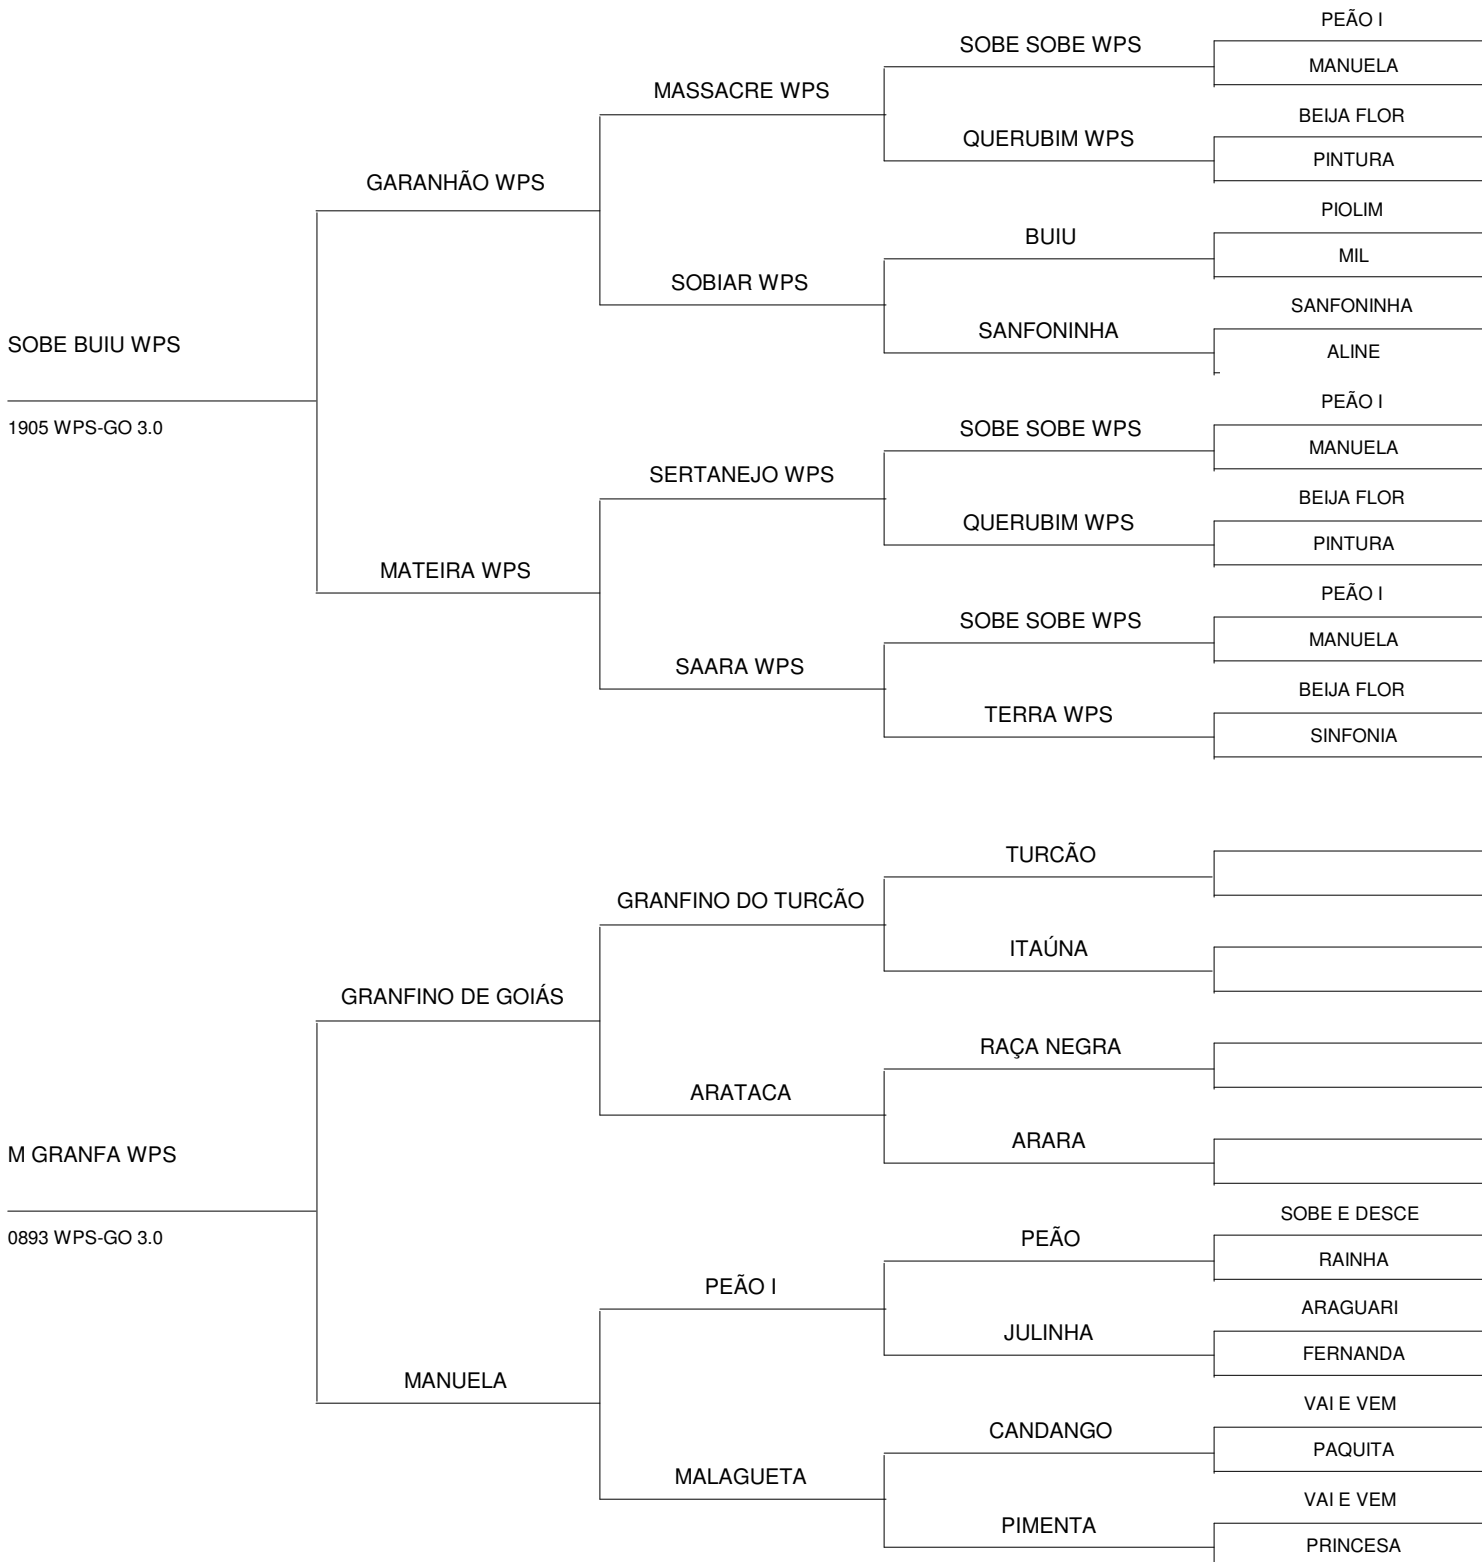 PEÃO I
SOBE SOBE WPS
MANUELA
MASSACRE WPS
BEIJA FLOR
QUERUBIM WPS
PINTURA
GARANHÃO WPS
PIOLIM
BUIU
MIL
SOBIAR WPS
SANFONINHA
SANFONINHA
ALINE
SOBE BUIU WPS
1905 WPS-GO 3.0
PEÃO I
SOBE SOBE WPS
MANUELA
SERTANEJO WPS
BEIJA FLOR
QUERUBIM WPS
PINTURA
MATEIRA WPS
PEÃO I
SOBE SOBE WPS
MANUELA
SAARA WPS
BEIJA FLOR
TERRA WPS
SINFONIA
TURCÃO
GRANFINO DO TURCÃO
ITAÚNA
GRANFINO DE GOIÁS
RAÇA NEGRA
ARATACA
ARARA
M GRANFA WPS
0893 WPS-GO 3.0
SOBE E DESCE
PEÃO
RAINHA
PEÃO I
ARAGUARI
JULINHA
FERNANDA
MANUELA
VAI E VEM
CANDANGO
PAQUITA
MALAGUETA
VAI E VEM
PIMENTA
PRINCESA